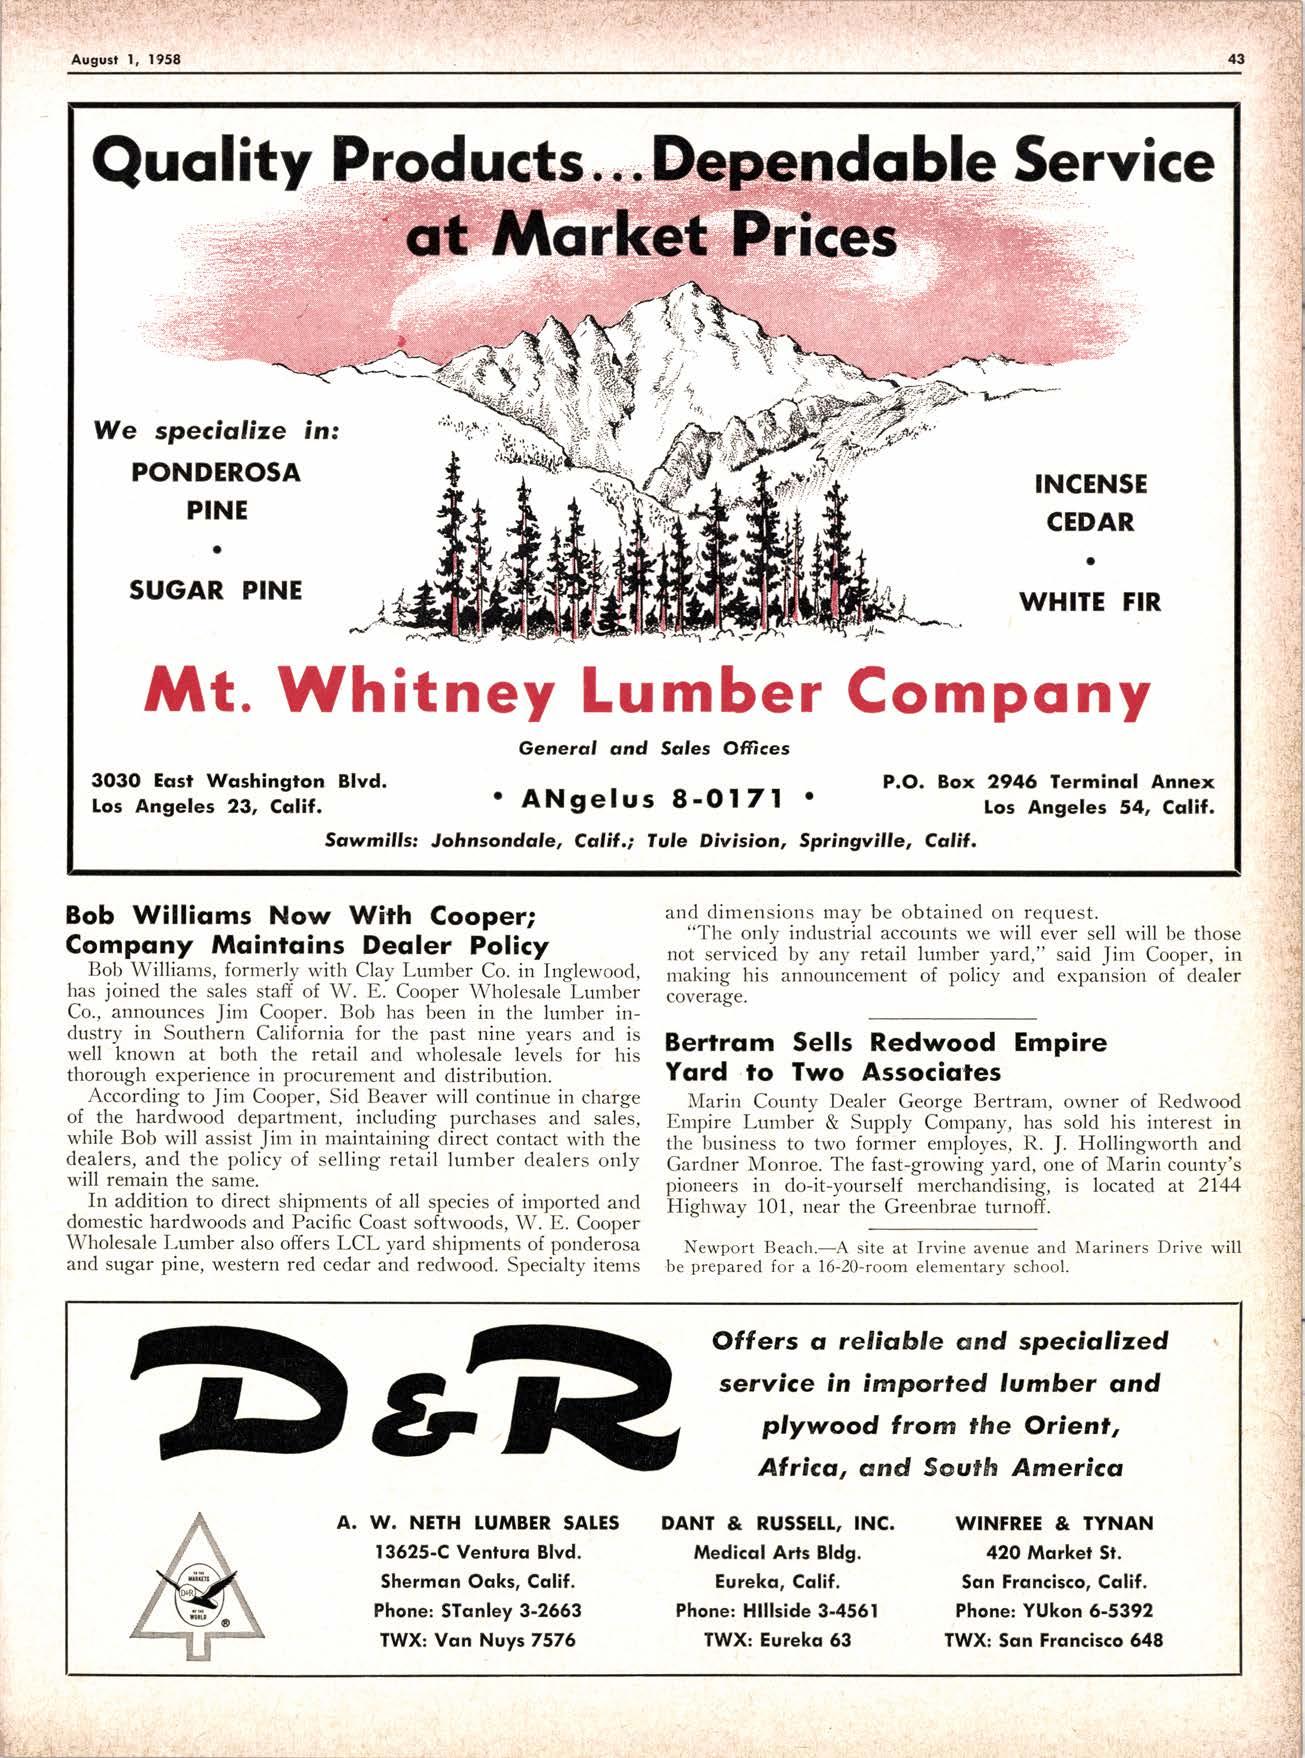 August 1, 1958
43
Quality Products...Dependable Service
at Market Prices
We specialize in:
PONDEROSA
PINE
•
SUGAR PINE
INCENSE
CEDAR
•
WHITE FIR
Mt. Whitney Lumber Company
General and Sales Offices
3030 East Washington Blvd.
Los Angeles 23, Calif.
• ANgelus 8-0171 •
P.O. Box 2946 Terminal Annex
Los Angeles 54, Calif.
Sawmills: Johnsondale, Calif.; Tule Division, Springville, Calif.
Bob Williams Now With Cooper;
Company Maintains Dealer Policy
Bob Williams, formerly with Clay Lumber Co. in Inglewood,
has joined the sales staff of W. E. Cooper Wholesale Lumber
Co., announces Jim Cooper. Bob has been in the lumber in-
dustry in Southern California for the past nine years and is
well known at both the retail and wholesale levels for his
thorough experience in procurement and distribution.
According to Jim Cooper, Sid Beaver will continue in charge
of the hardwood department, including purchases and sales,
while Bob will assist Jim in maintaining direct contact with the
dealers, and the policy of selling retail lumber dealers only
will remain the same.
In addition to direct shipments of all species of imported and
domestic hardwoods and Pacific Coast softwoods, W. E. Cooper
Wholesale Lumber also offers LCL yard shipments of ponderosa
and sugar pine, western red cedar and redwood. Specialty items
and dimensions may be obtained on request.
"The only industrial accounts we will ever sell will be those
not serviced by any retail lumber yard," said Jim Cooper, in
making his announcement of policy and expansion of dealer
coverage.
Bertram Sells Redwood Empire
Yard to Two Associates
Marin County Dealer George Bertram, owner of Redwood
Empire Lumber & Supply Company, has sold his interest in
the business to two former employes, R. J. Hollingworth and
Gardner Monroe. The fast-growing yard, one of Marin county's
pioneers in do-it-yourself merchandising, is located at 2144
Highway 101, near the Greenbrae turnoff.
Newport Beach.—A site at Irvine avenue and Mariners Drive will
be prepared for a 16-20-room elementary school.
D&R
Offers a reliable and specialized
service in imported lumber and
plywood from the Orient,
Africa, and South America
TO THE
MARKETS
D&R
OF THE
WORLD
®
A. W. NETH LUMBER SALES
13625-C Ventura Blvd.
Sherman Oaks, Calif.
Phone: STanley 3-2663
TWX: Van Nuys 7576
DANT & RUSSELL, INC.
Medical Arts Bldg.
Eureka, Calif.
Phone: HIllside 3-4561
TWX: Eureka 63
WINFREE & TYNAN
420 Market St.
San Francisco, Calif.
Phone: YUkon 6-5392
TWX: San Francisco 648